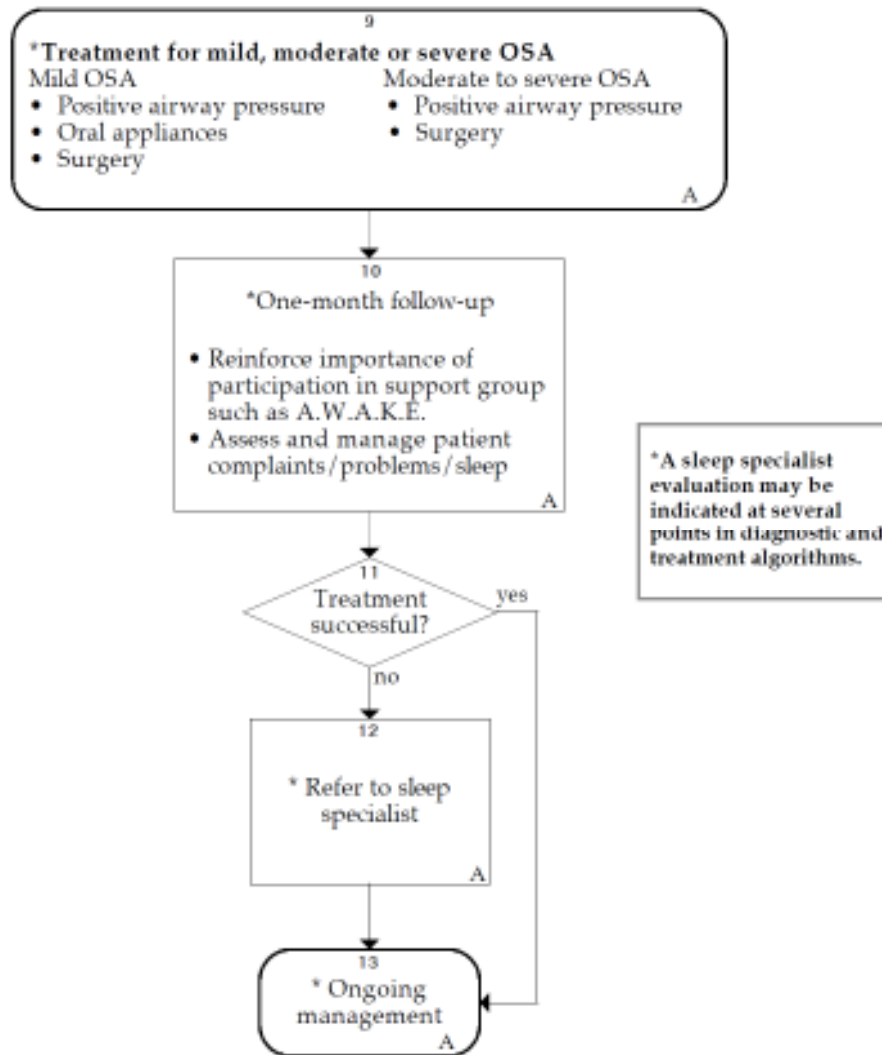 9
*Treatment for mild, moderate or severe OSA
Mild OSA
• Positive airway pressure
• Oral appliances
• Surgery
Moderate to severe OSA
• Positive airway pressure
• Surgery
A
10
*One-month follow-up
• Reinforce importance of
participation in support group
such as A.W.A.K.E.
• Assess and manage patient
complaints/problems/sleep
A
*A sleep specialist
evaluation may be
indicated at several
points in diagnostic and
treatment algorithms.
11
Treatment
successful?
yes
no
12
* Refer to sleep
specialist
A
13
* Ongoing
management
A